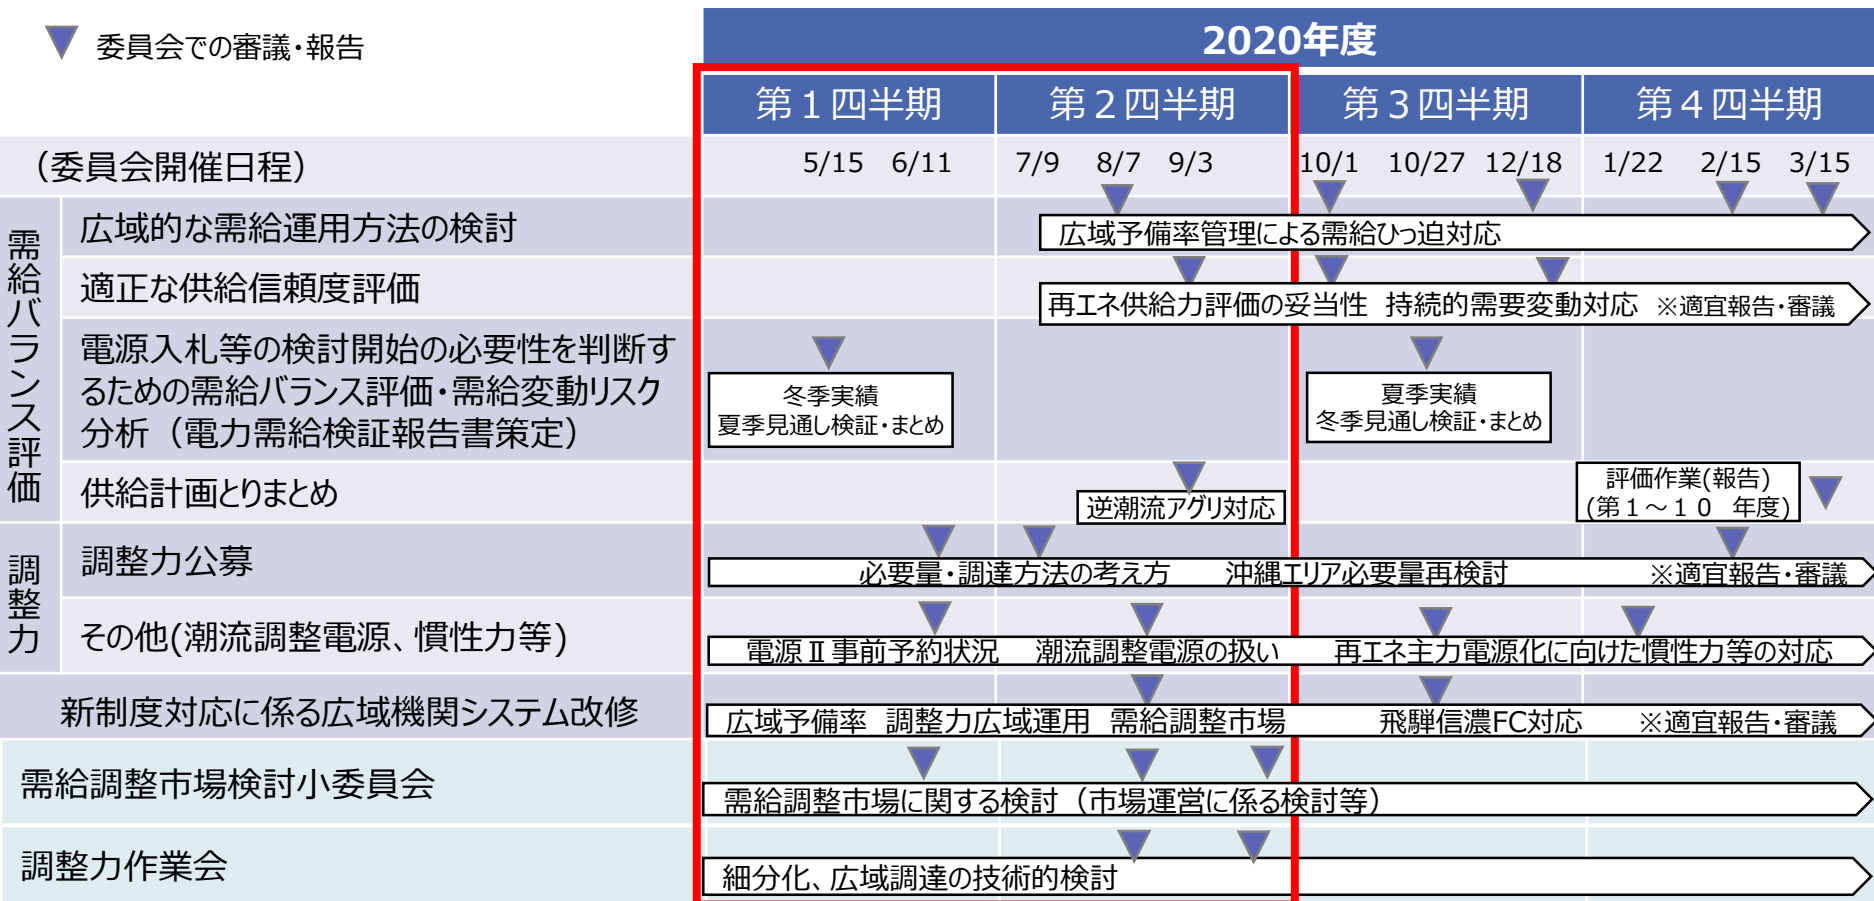 委員会での審議・報告
2020年度
第１四半期 第２四半期 第３四半期 第４四半期
（委員会開催日程） 5/15 6/11 7/9 8/7 9/3 10/1 10/27 12/18 1/22 2/15 3/15
需給バランス評価
広域的な需給運用方法の検討
広域予備率管理による需給ひっ迫対応
適正な供給信頼度評価
再エネ供給力評価の妥当性 持続的需要変動対応 ※適宜報告・審議
電源入札等の検討開始の必要性を判断す
るための需給バランス評価・需給変動リスク
分析（電力需給検証報告書策定）
冬季実績
夏季見通し検証・まとめ
夏季実績
冬季見通し検証・まとめ
供給計画とりまとめ
逆潮流アグリ対応
評価作業(報告)
(第１～１０ 年度)
調整力
調整力公募
必要量・調達方法の考え方 沖縄エリア必要量再検討 ※適宜報告・審議
その他(潮流調整電源、慣性力等)
電源Ⅱ事前予約状況 潮流調整電源の扱い 再エネ主力電源化に向けた慣性力等の対応
新制度対応に係る広域機関システム改修
広域予備率 調整力広域運用 需給調整市場 飛騨信濃FC対応 ※適宜報告・審議
需給調整市場検討小委員会
需給調整市場に関する検討（市場運営に係る検討等）
調整力作業会
細分化、広域調達の技術的検討